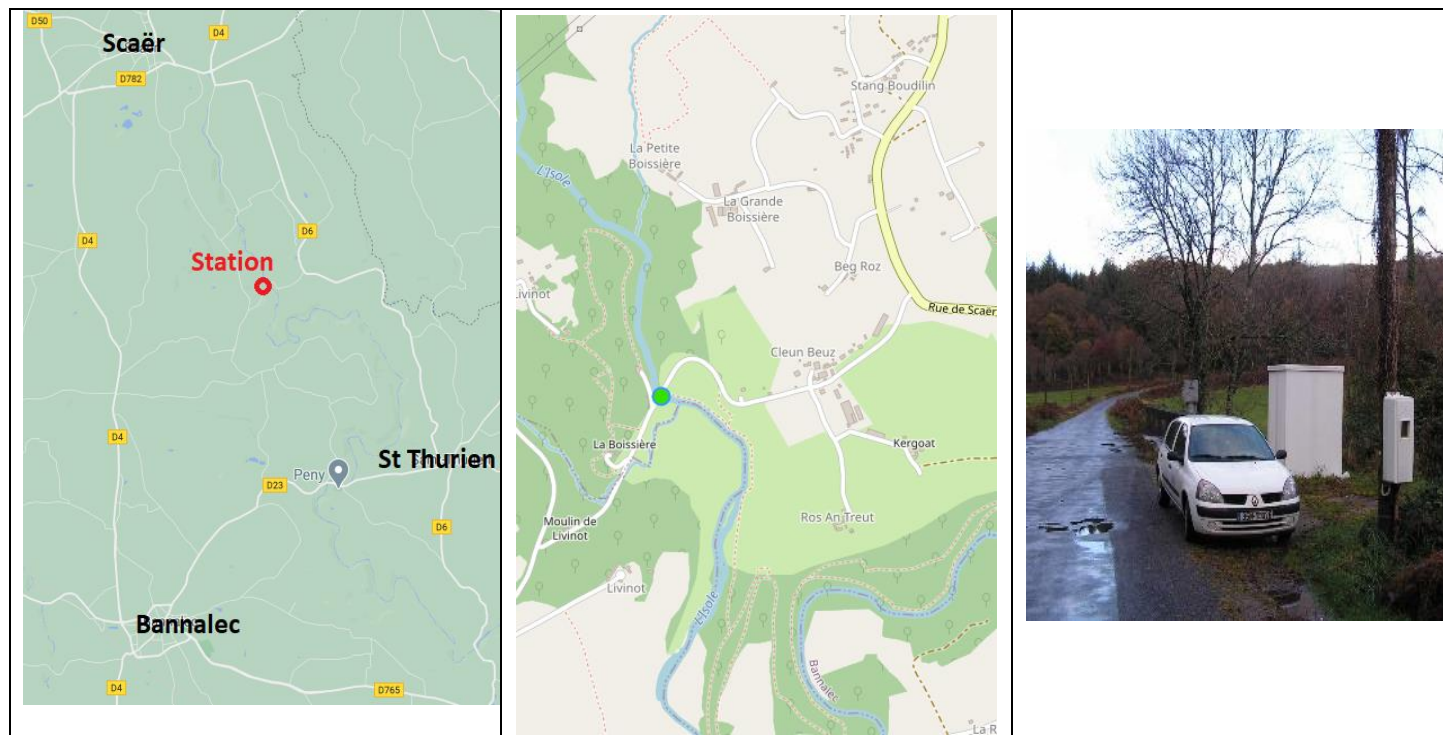 D50
Scaër
D4
D782
D4
D6
Station
St Thurien
Peny
D23
D6
Bannalec
D4
D765
Stang Boudilin
La Petite
Boissière
L'Isole
La Grande
Boissière
Beg Roz
Livinot
Rue de Scaër
Cleun Beuz
La Boissière
Kergoat
Moulin de
Livinot
Ros An Treut
Livinot
L'Isole
Bannalec
La R